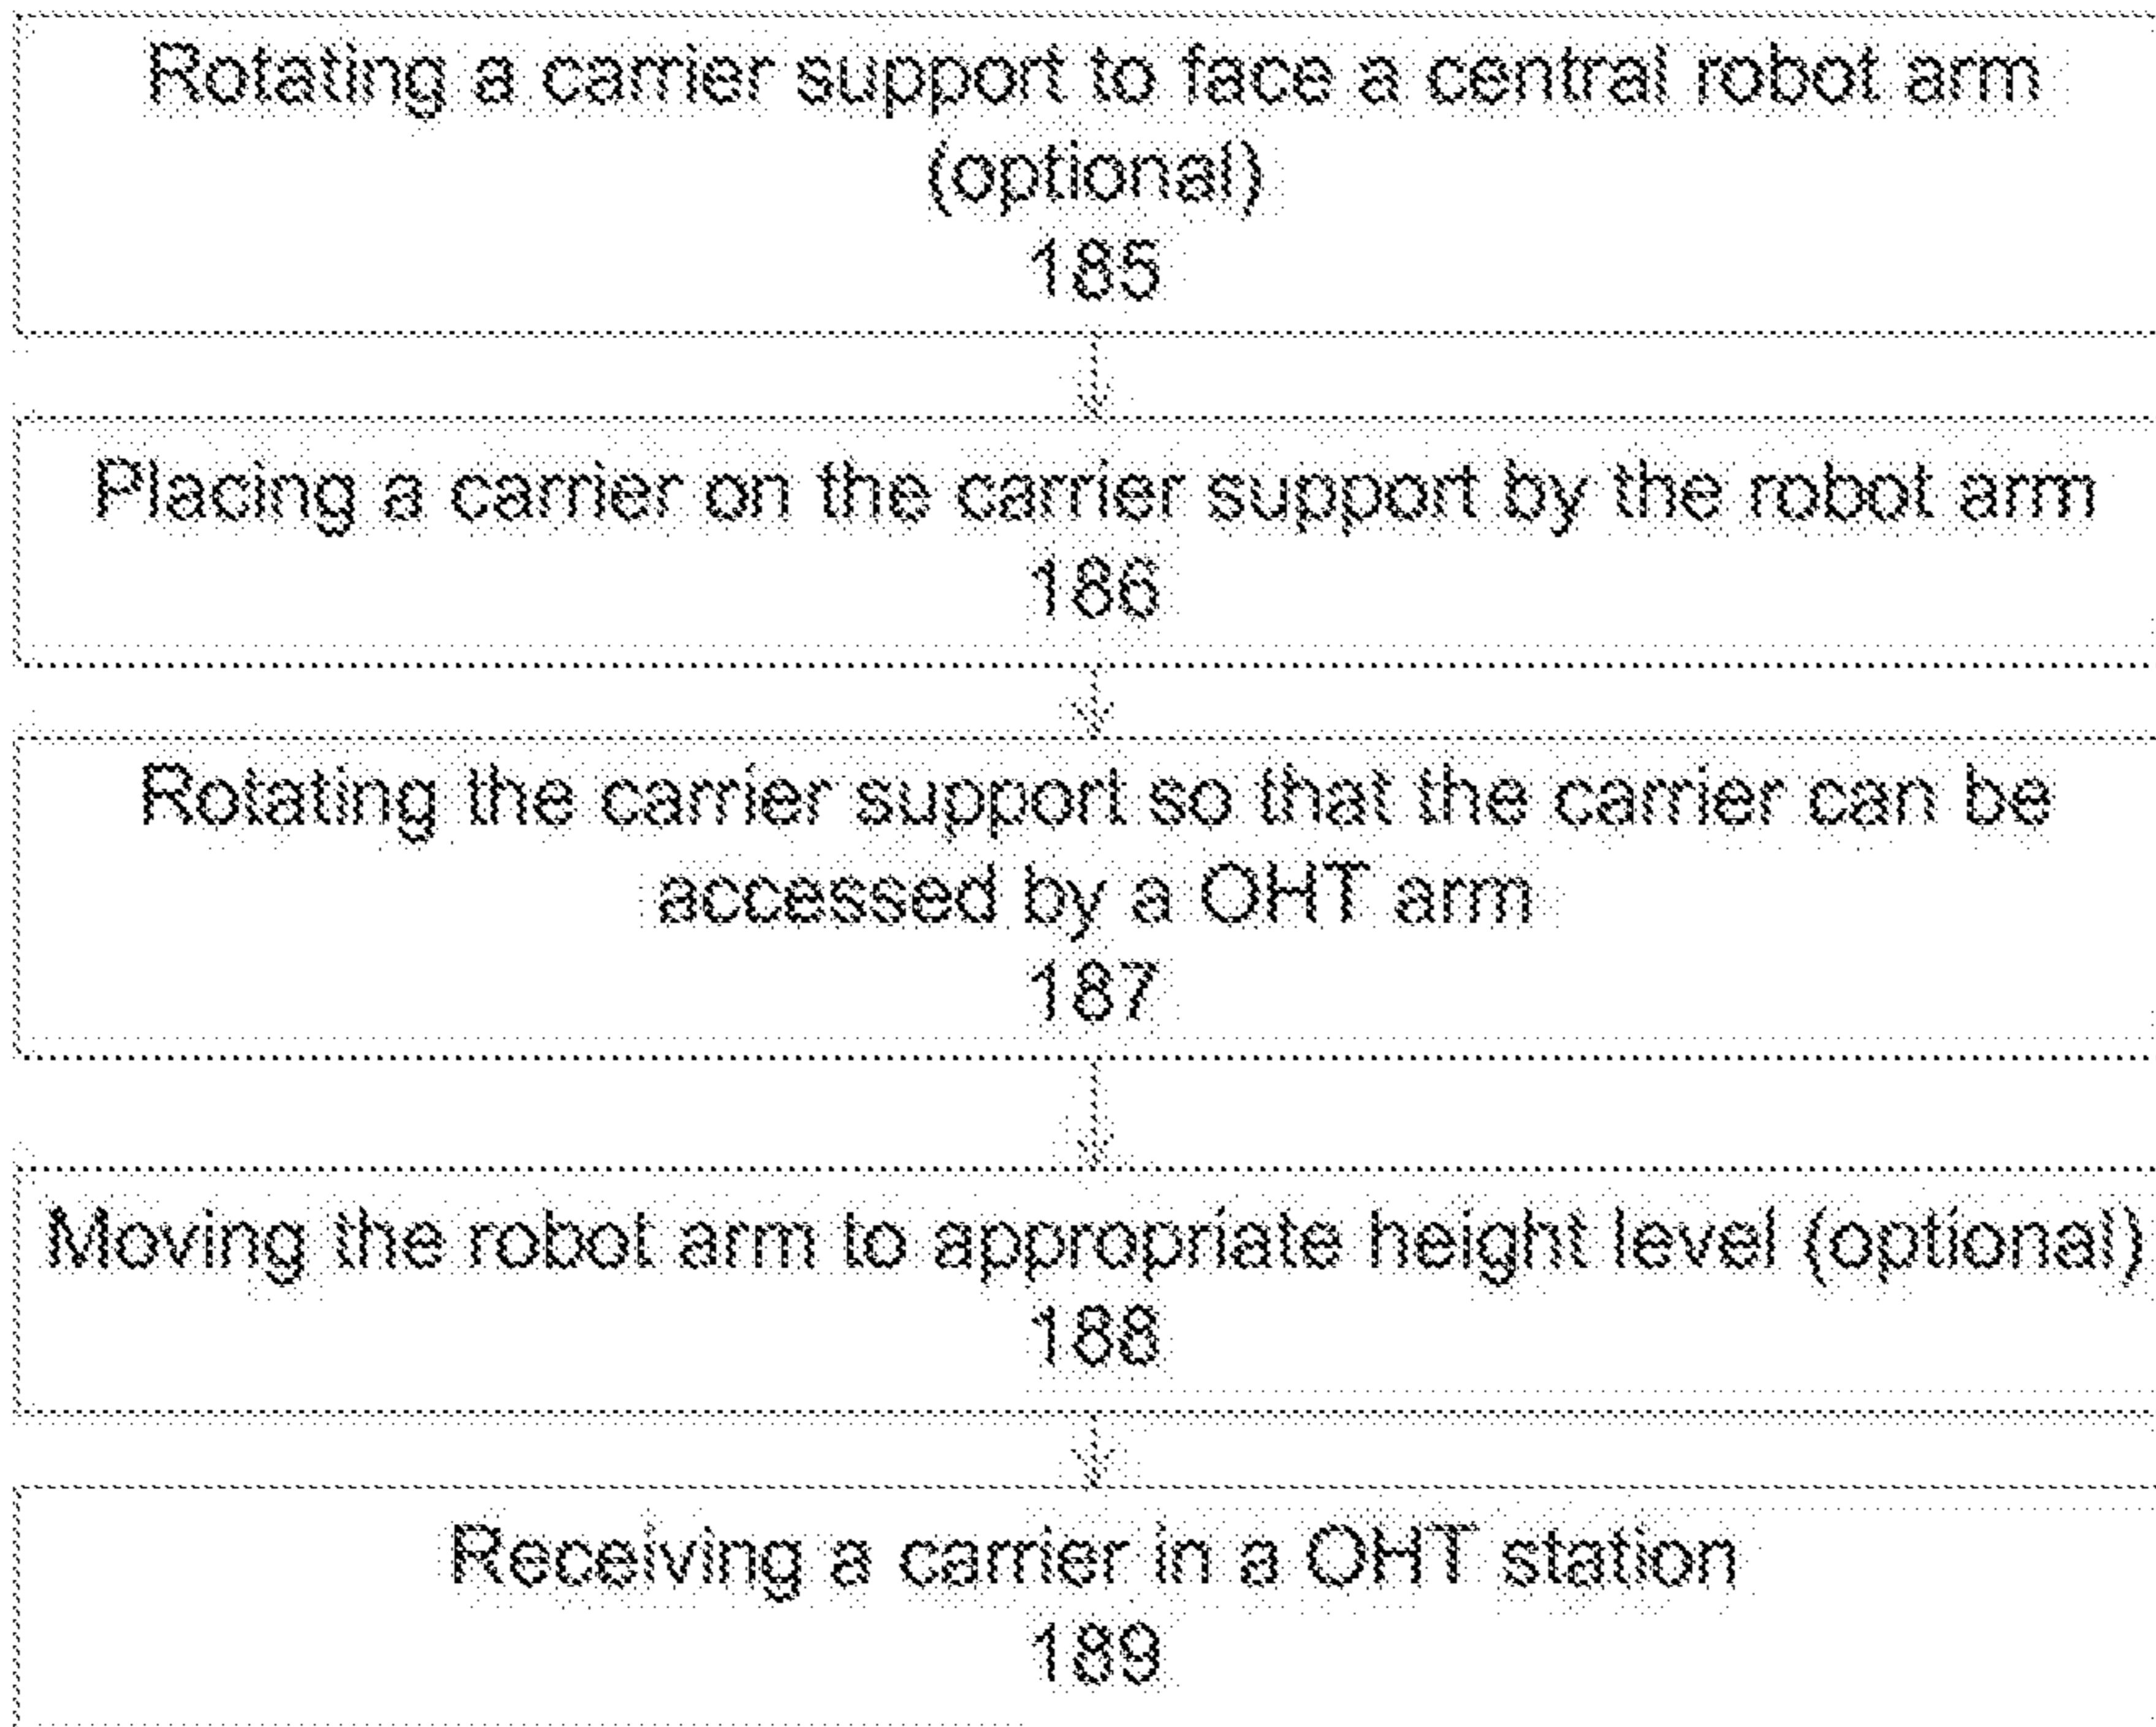 Rotating a carrier support to face a central robot arm
(optional)
185
Placing a carrier on the carrier support by the robot arm
186
Rotating the carrier support so that the carrier can be
accessed by a OHT arm
187
Moving the robot arm to appropriate height level (optional)
188
Receiving a carrier in a OHT station
189